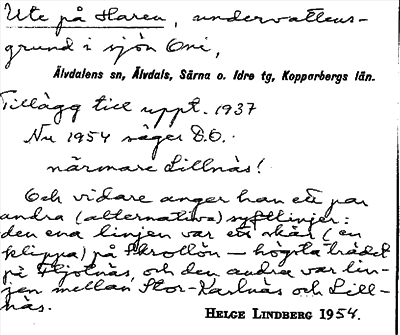 Ute på Haren, undervattens-
grund i sjön Oni,
Älvdalens sn, Älvdals, Särna o. Idre tg, Kopparbergs län.
Tillägg till uppt. 1937
Nu 1954 säger D.O.
närmare Lillnäs!
Och vidare anger han ett par
andra (alternativa) syftlinjer:
den ena linjen var ett skär (en
klippa) på Skrollön – högsta trädet
på Fljotnäs, och den andra var lin-
jen mellan Stor-Karlnäs och Lill-
näs.
HELGE LINDBERG 1954.